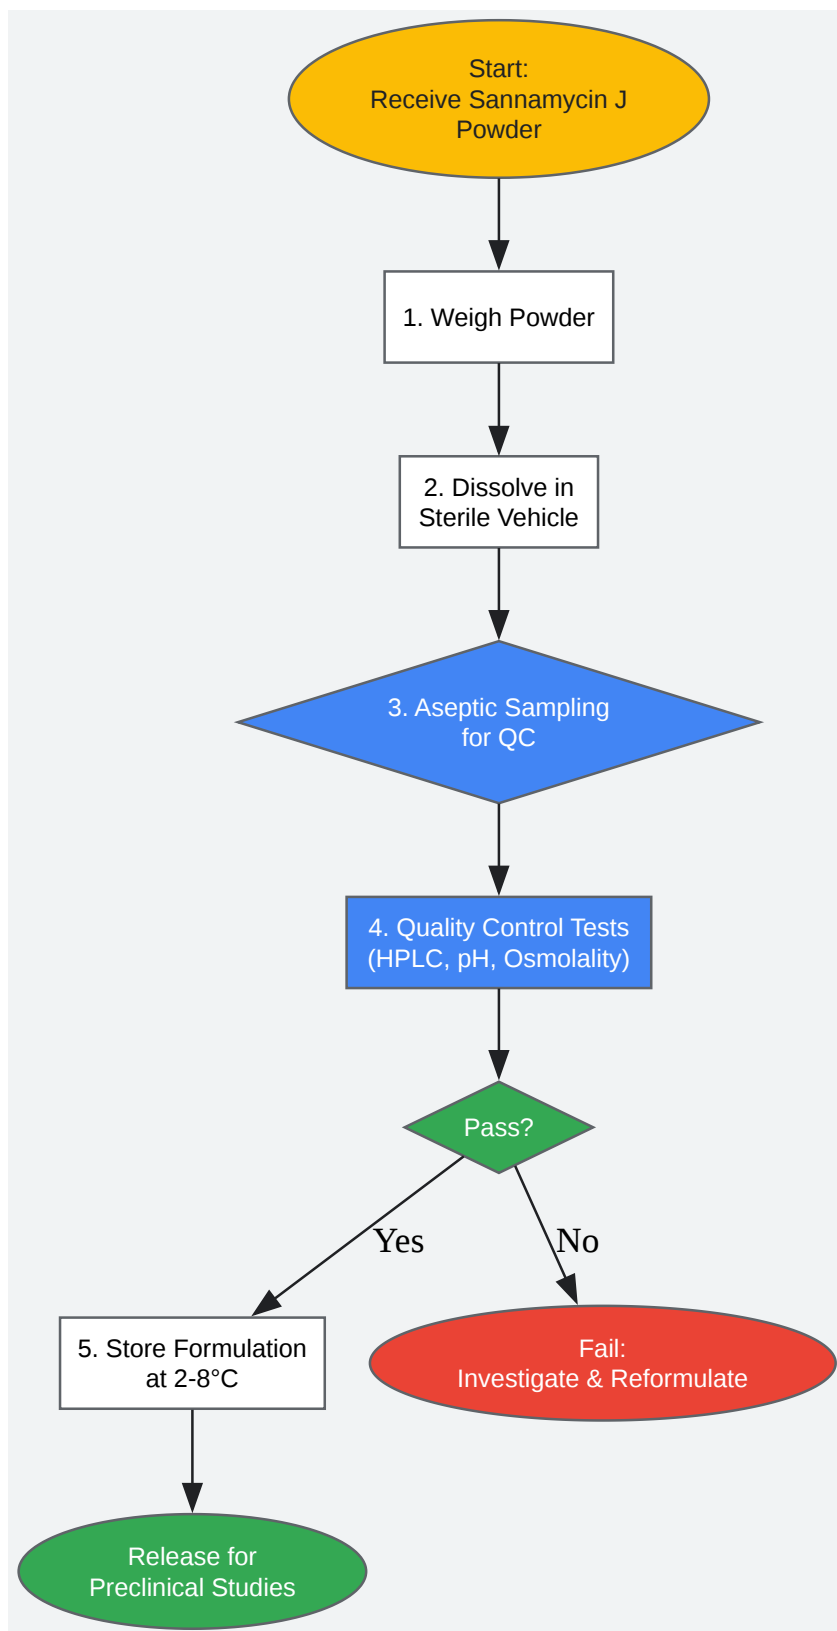 Start:
Receive Sannamycin J
Powder
1. Weigh Powder
2. Dissolve in
Sterile Vehicle
3. Aseptic Sampling
for QC
4. Quality Control Tests
(HPLC, pH, Osmolality)
Pass?
Yes
No
5. Store Formulation
at 2-8°C
Fail:
Investigate & Reformulate
Release for
Preclinical Studies